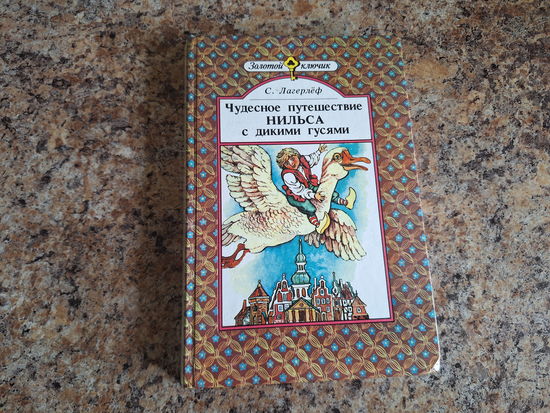 Золотой ключик
С. Лагерлёф
Чудесное путешествие
НИЛЬСА
с дикими гусями